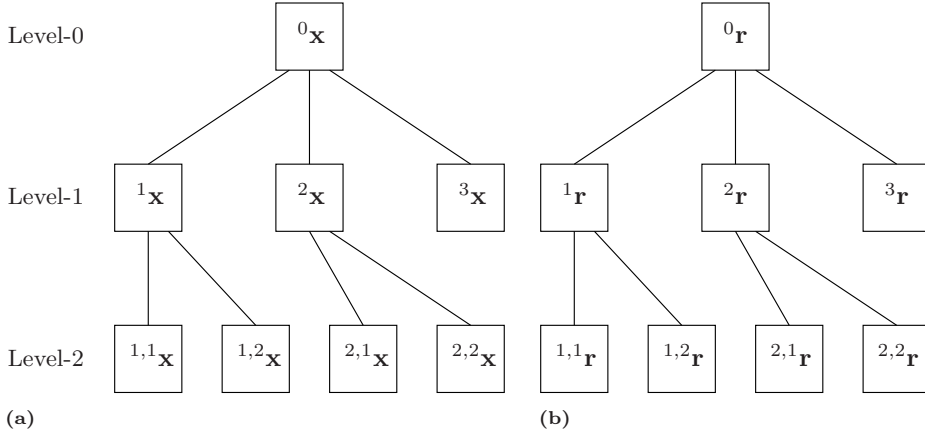 Level-0 ⁰x ⁰r
Level-1 ¹x ²x ³x ¹r ²r ³r
Level-2 ¹,¹x ¹,²x ²,¹x ²,²x ¹,¹r ¹,²r ²,¹r ²,²r
(a) (b)